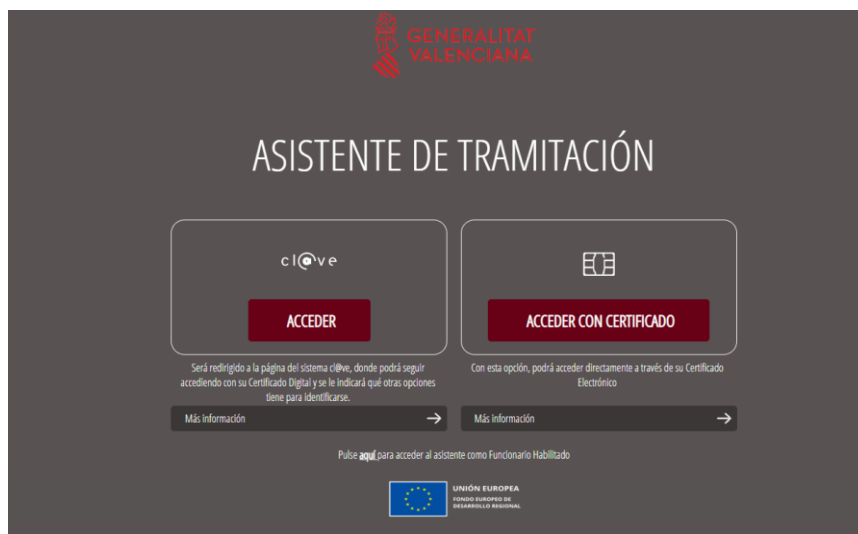 GENERALITAT
VALENCIANA
ASISTENTE DE TRAMITACIÓN
cl@ve
ACCEDER
Será redirigido a la página del sistema cl@ve, donde podrá seguir
accediendo con su Certificado Digital y se le indicará qué otras opciones
tiene para identificarse.
Más información
ACCEDER CON CERTIFICADO
Con esta opción, podrá acceder directamente a través de su Certificado
Electrónico
Más información
Pulse aquí para acceder al asistente como Funcionario Habilitado
UNIÓN EUROPEA
FONDO EUROPEO DE
DESARROLLO REGIONAL